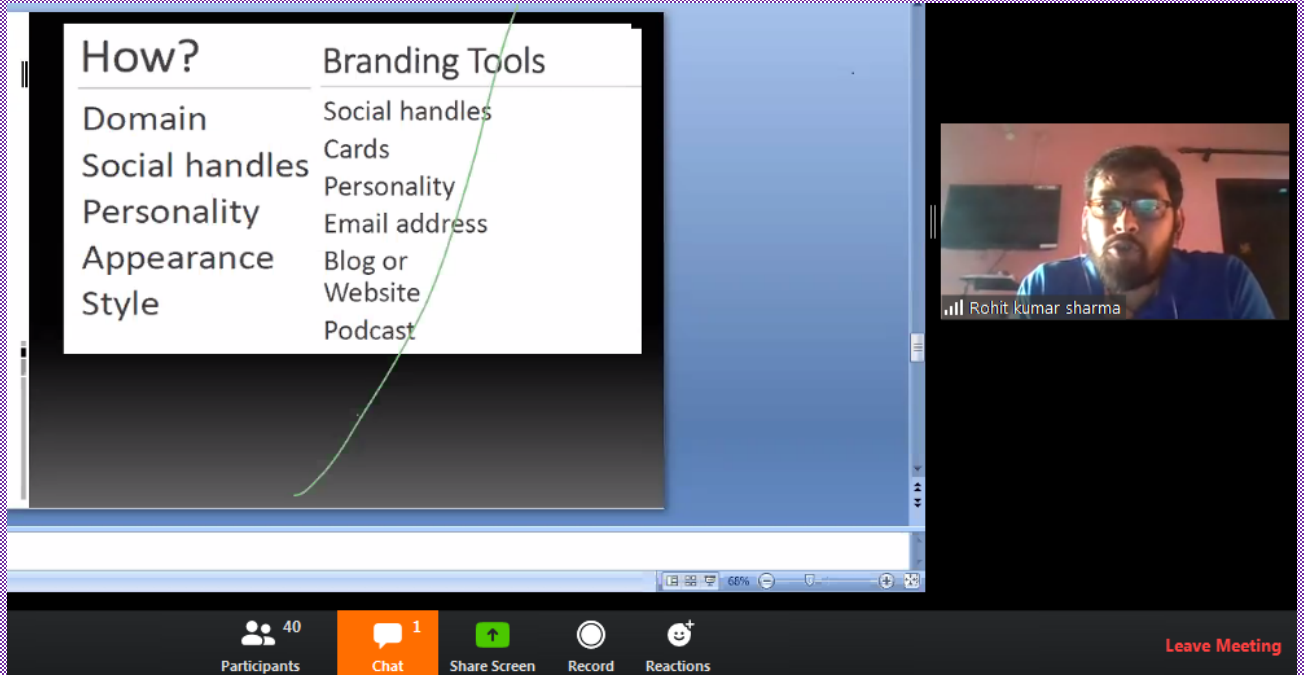 How?
Domain
Social handles
Personality
Appearance
Style
Branding Tools
Social handles
Cards
Personality
Email address
Blog or
Website
Podcast
Rohit kumar sharma
68%
40
Participants
1
Chat
Share Screen
Record
Reactions
Leave Meeting